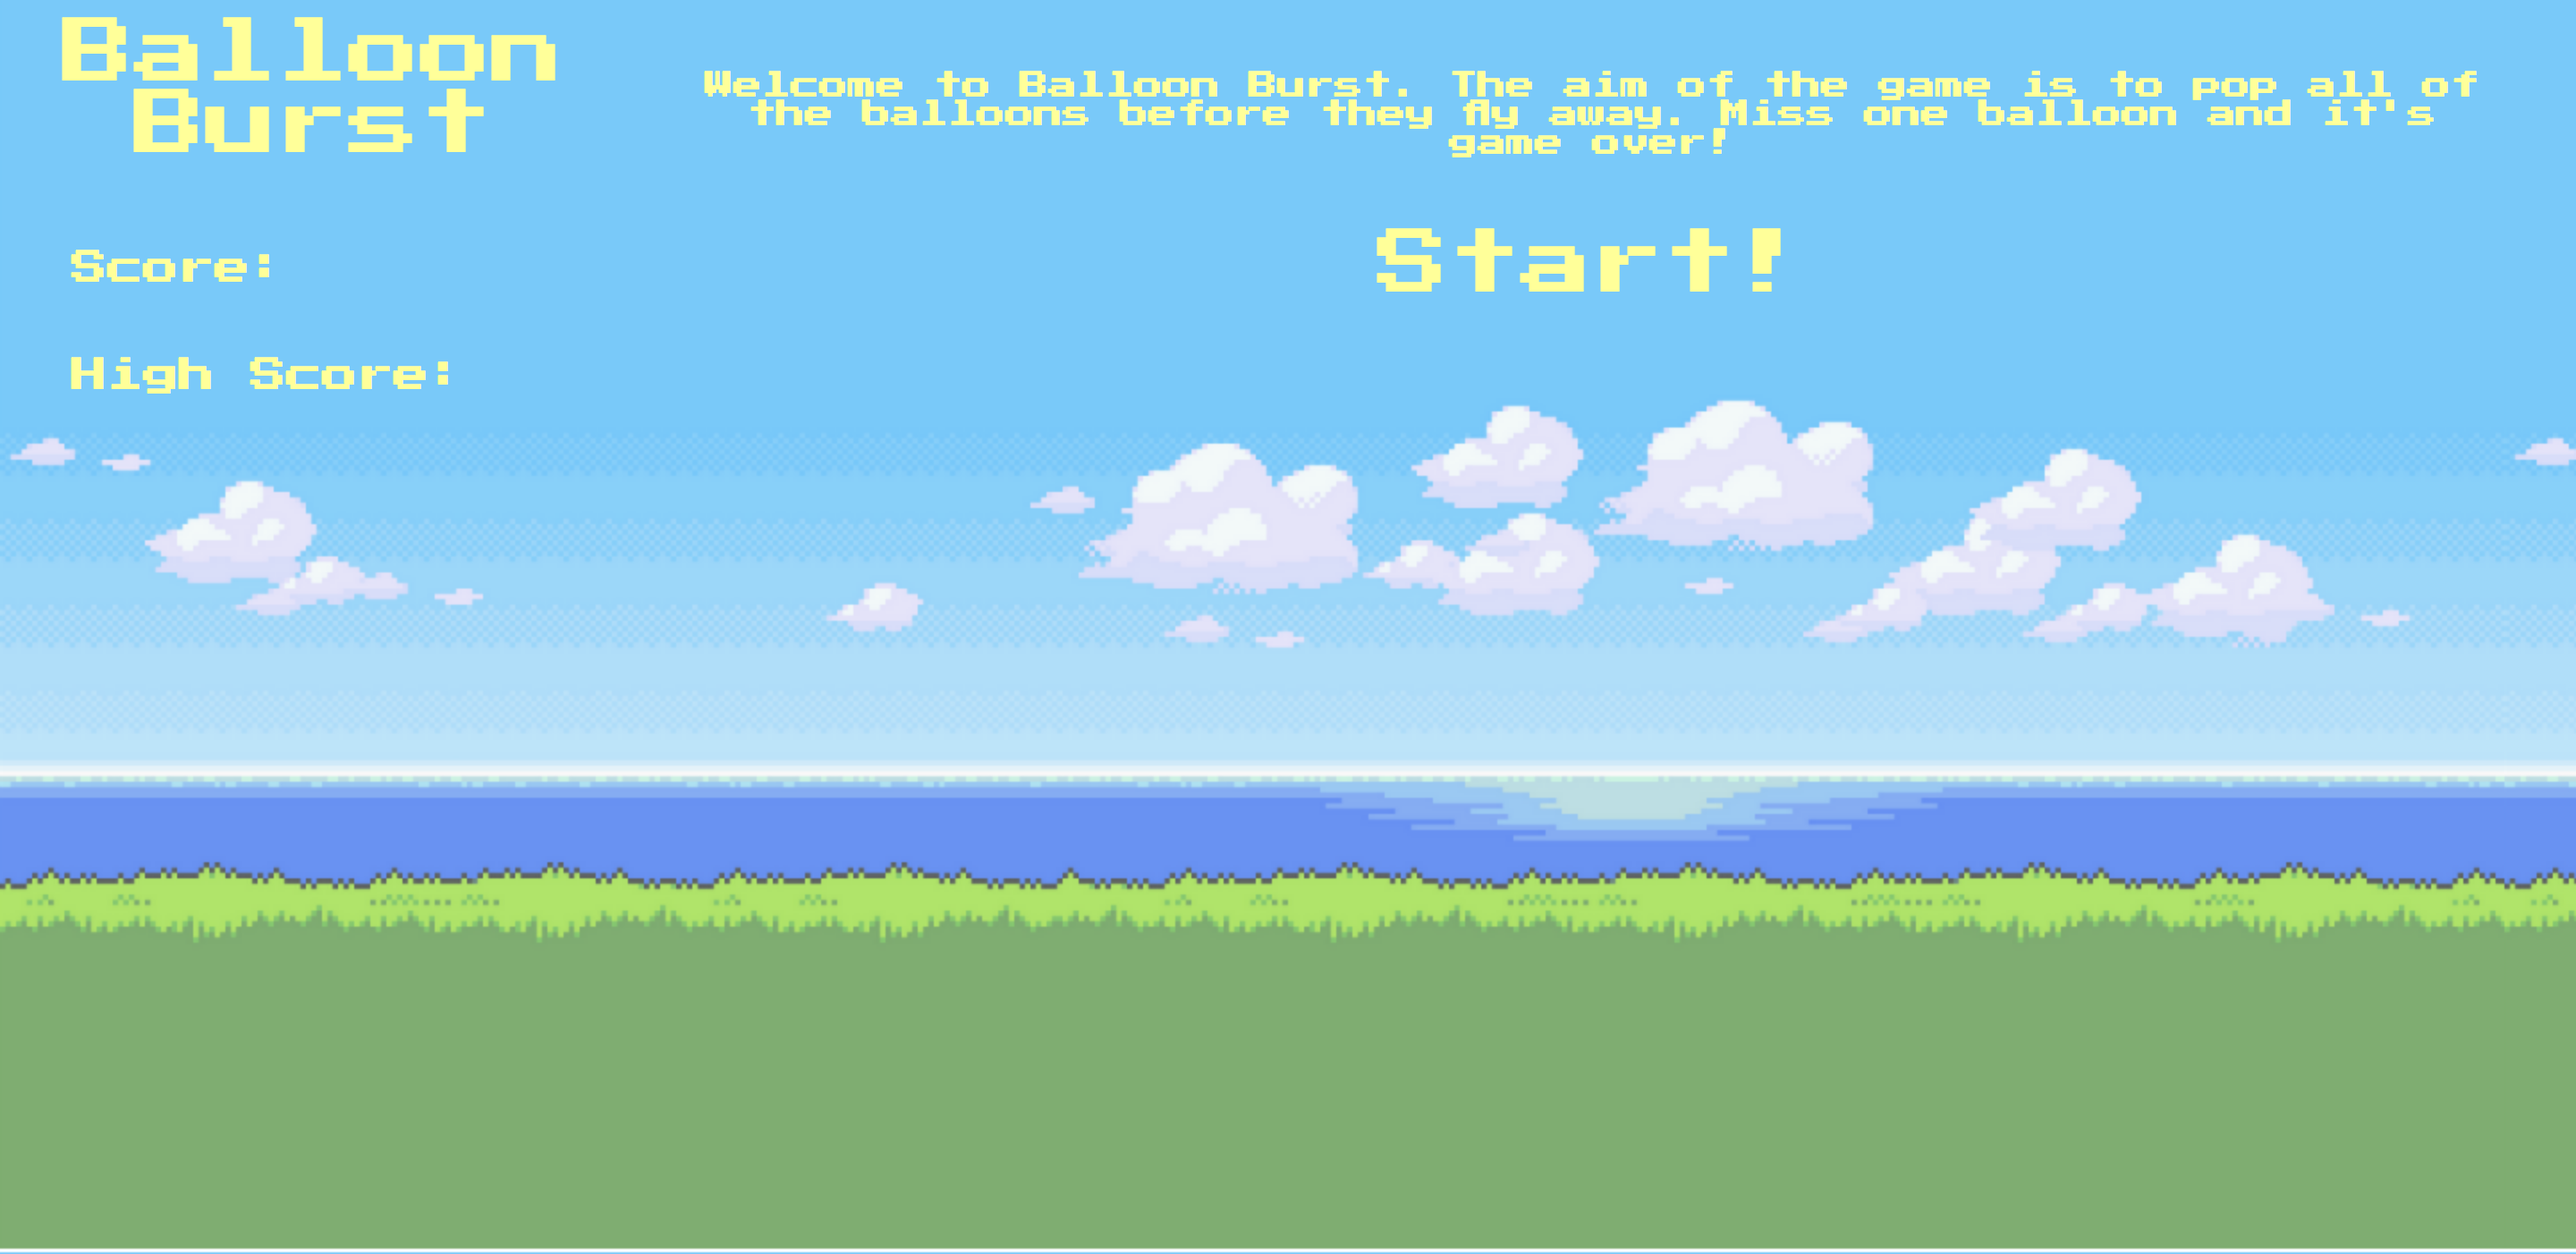 Balloon
Burst
Welcome to Balloon Burst. The aim of the game is to pop all of
the balloons before they fly away. Miss one balloon and it's
game over!
Start!
Score:
High Score: